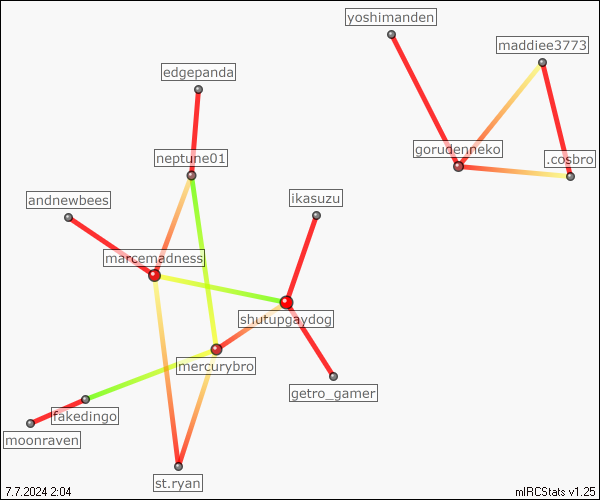 yoshimanden
maddiee3773
edgepanda
gorudenneko
neptune01
.cosbro
andnewbees
ikasuzu
marcemadness
shutupgaydog
mercurybro
getro_gamer
fakedingo
moonraven
st.ryan
7.7.2024 2:04
mIRCStats v1.25